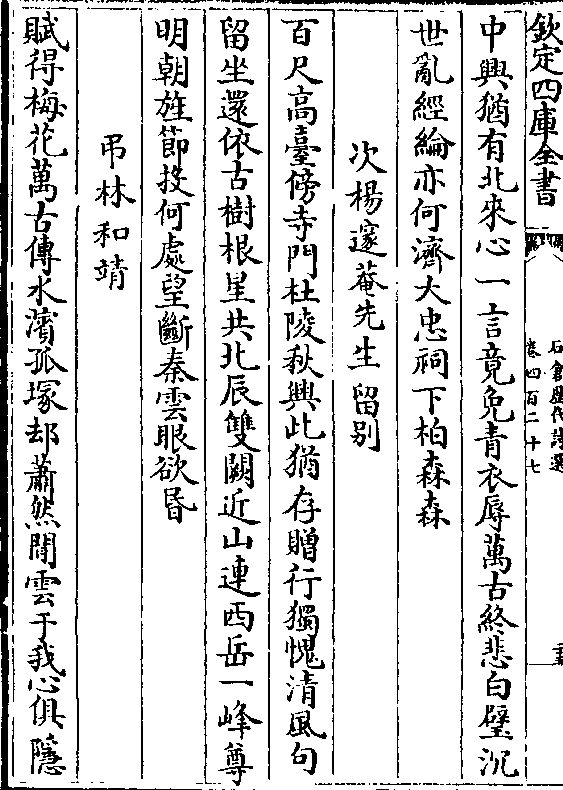 欽定四庫全書
石倉歷代詩選
卷四百二十七
中興猶有北來心一言竟免青衣辱萬古終悲白璧沉
世亂經綸亦何濟大忠祠下柏森森
次楊邃菴先生留别
百尺高臺傍寺門杜陵秋興此猶存贈行獨愧清風句
留坐還依古樹根星共北辰雙闕近山連西岳一峰尊
明朝旌節投何處望斷秦雲眼欲昏
弔林和靖
賦得梅花萬古傳水濱孤塚却蕭然閒雲于我心俱隱